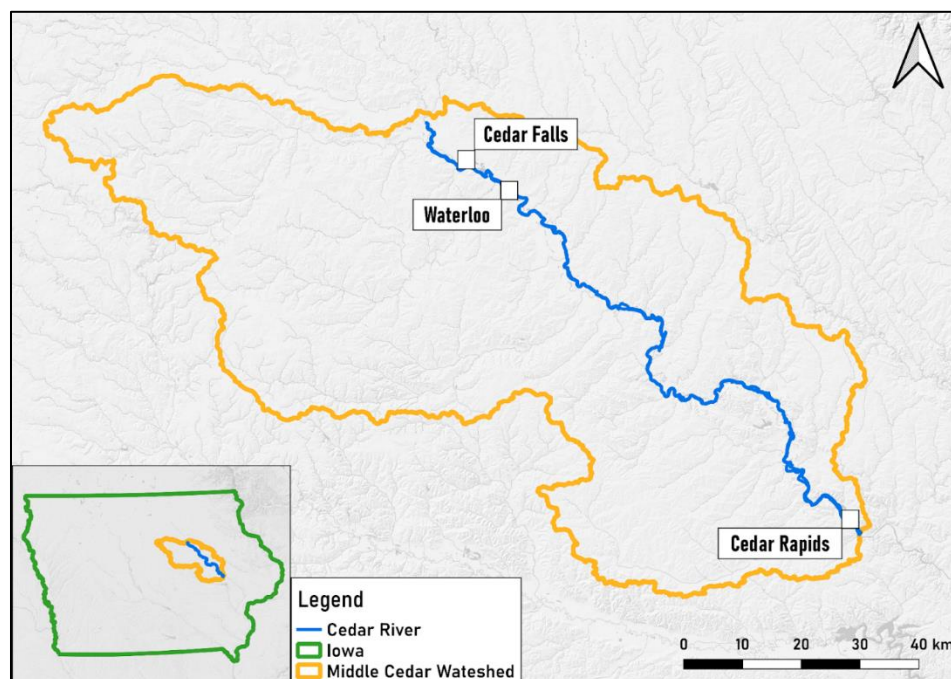 Cedar Falls
Waterloo
Cedar Rapids
Legend
Cedar River
Iowa
Middle Cedar Wateshed
0 10 20 30 40 km